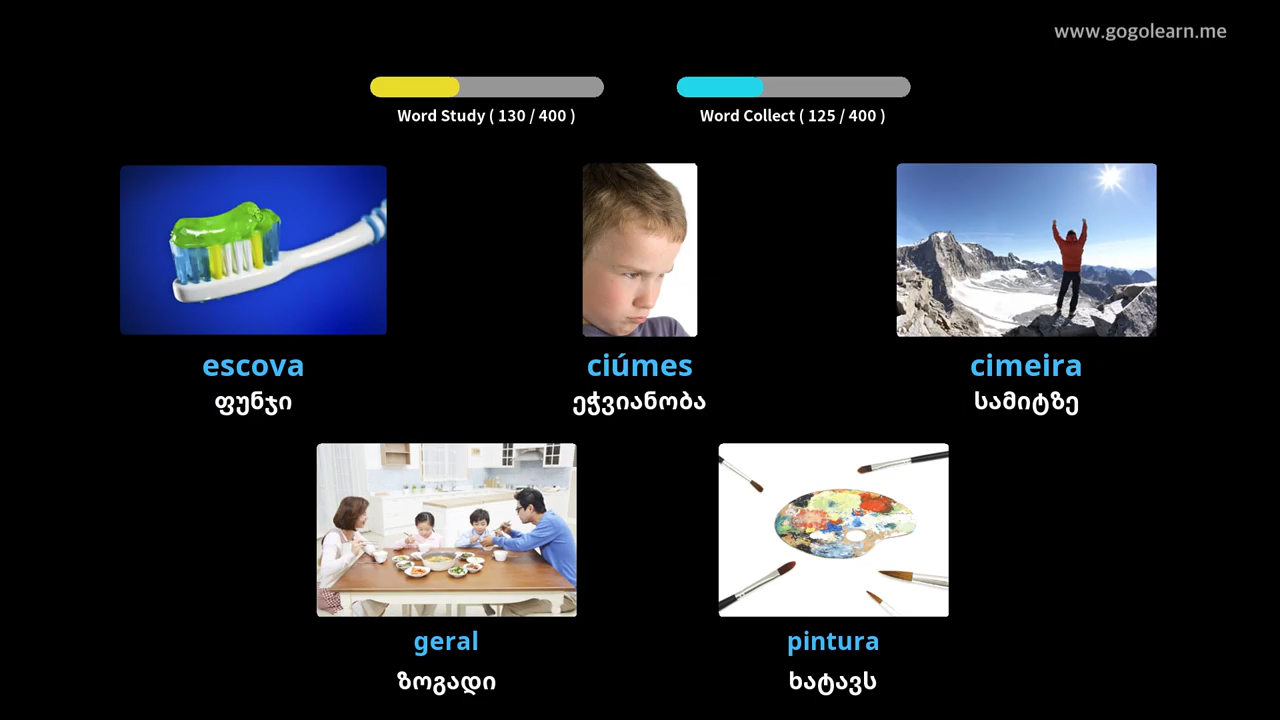 www.gogolearn.me
Word Study ( 130 / 400 )
Word Collect ( 125 / 400 )
escova
ფუნჯი
ciúmes
ეჭვიანობა
cimeira
სამიტზე
geral
ზოგადი
pintura
ხატავს